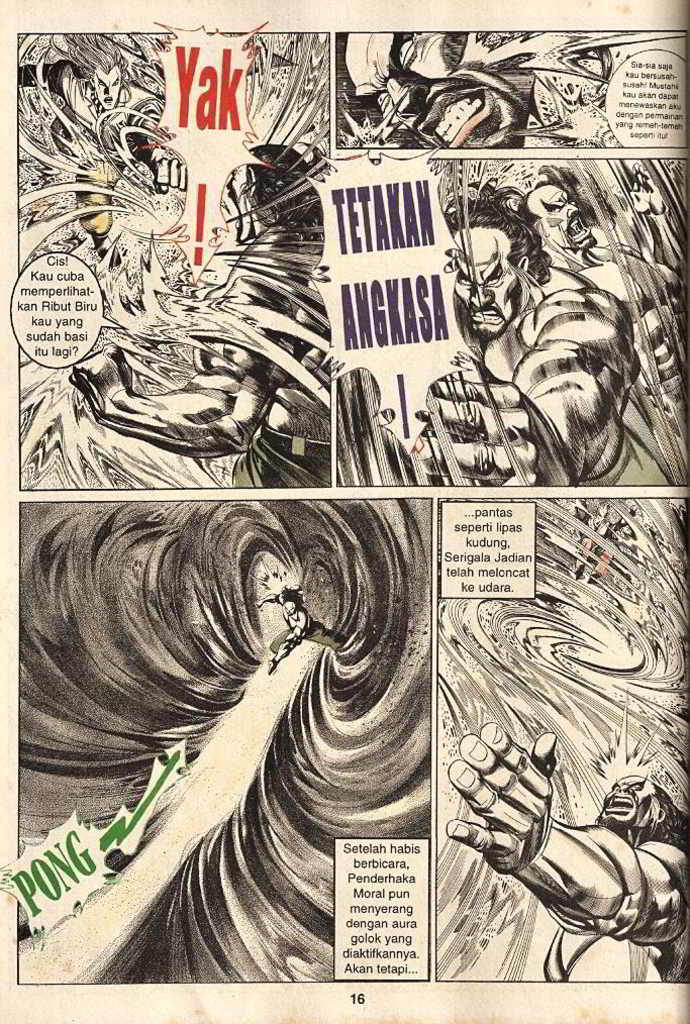 Yak
!
Cis!
Kau cuba
memperlihat-
kan Ribut Biru
kau yang
sudah basi
itu lagi?
Sia-sia saja
kau bersusah-
susah! Mustahil
kau akan dapat
menewaskan aku
dengan permainan
yang remeh-temeh
seperti itu!
TETAKAN
ANGKASA
!
PONG
Setelah habis
berbicara,
Penderhaka
Moral pun
menyerang
dengan aura
golok yang
diaktifkannya.
Akan tetapi...
...pantas
seperti lipas
kudung,
Serigala Jadian
telah meloncat
ke udara.
16